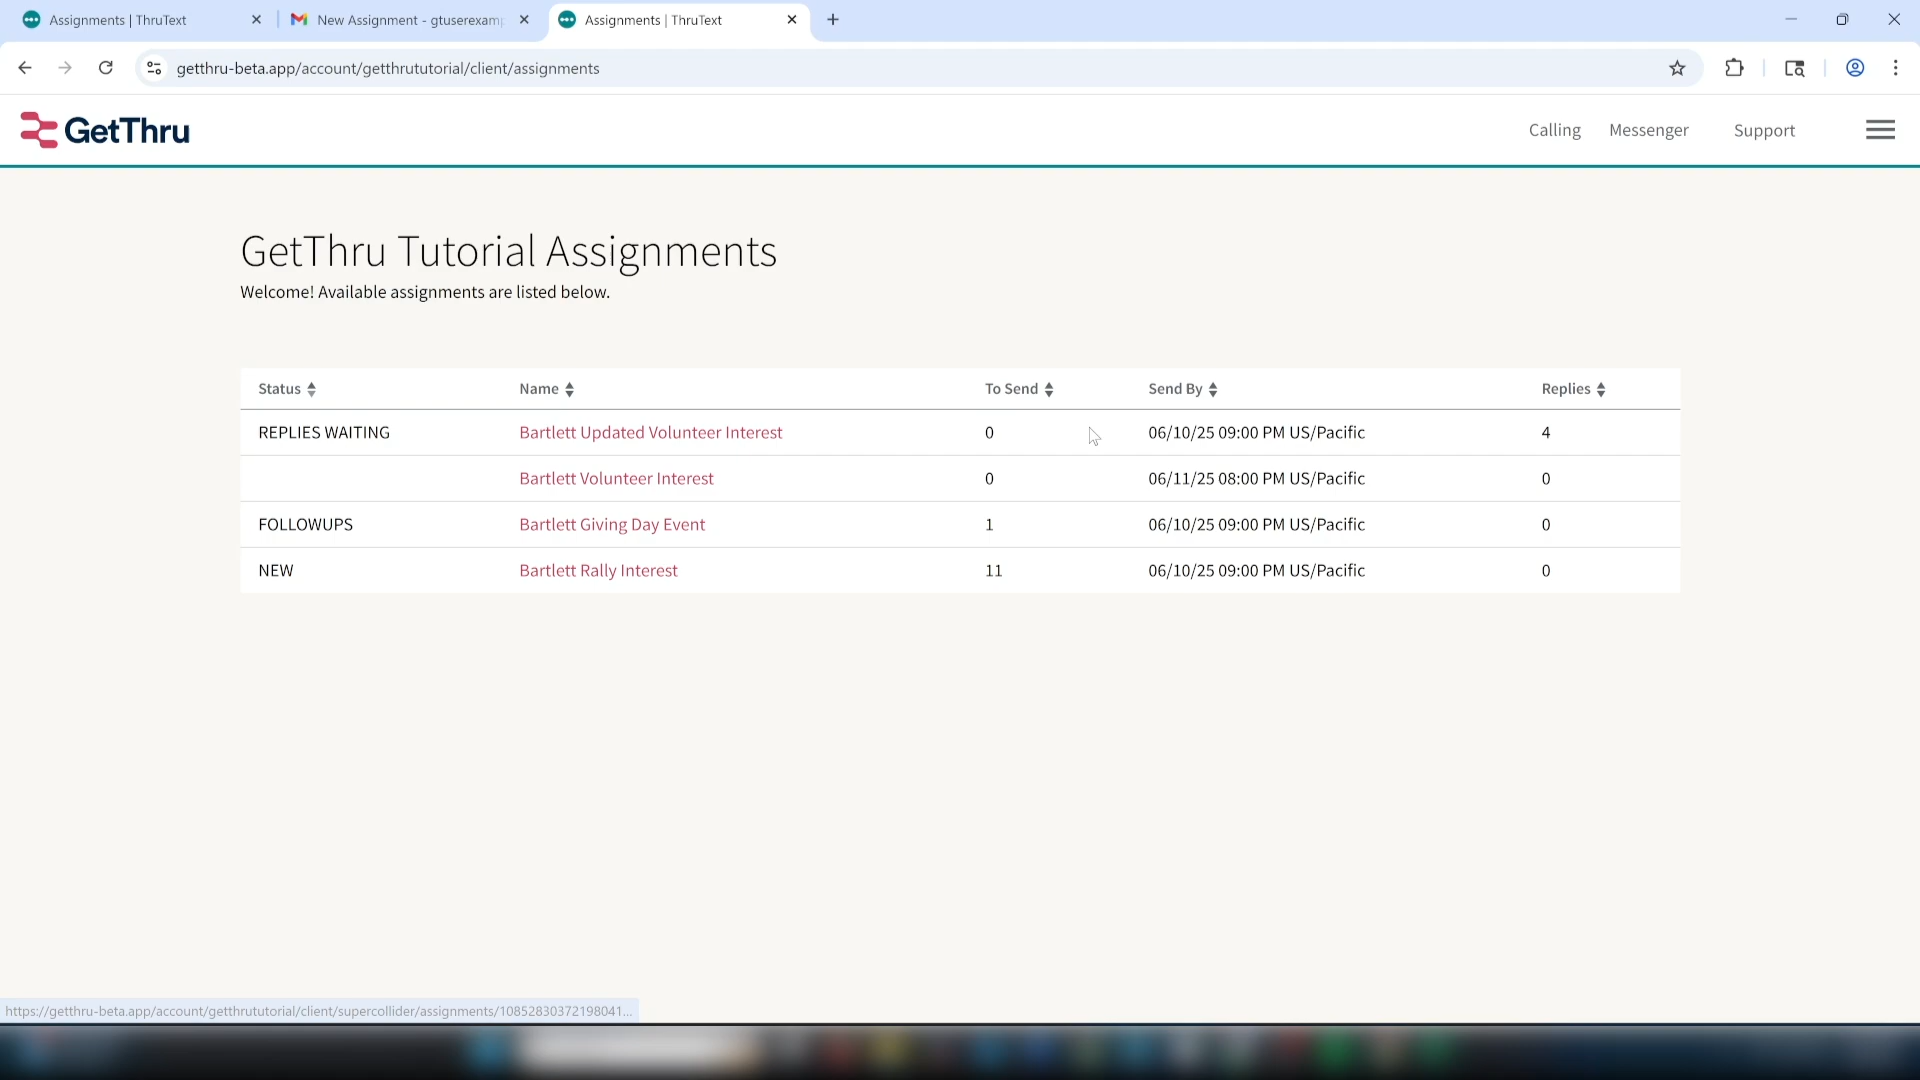 Assignments | ThruText
New Assignment - gtuserexamp
Assignments | ThruText
getthru-beta.app/account/getthrututorial/client/assignments
GetThru
Calling Messenger Support
GetThru Tutorial Assignments
Welcome! Available assignments are listed below.
Status Name To Send Send By Replies
REPLIES WAITING Bartlett Updated Volunteer Interest 0 06/10/25 09:00 PM US/Pacific 4
Bartlett Volunteer Interest 0 06/11/25 08:00 PM US/Pacific 0
FOLLOWUPS Bartlett Giving Day Event 1 06/10/25 09:00 PM US/Pacific 0
NEW Bartlett Rally Interest 11 06/10/25 09:00 PM US/Pacific 0
https://getthru-beta.app/account/getthrututorial/client/supercollider/assignments/10852830372198041...